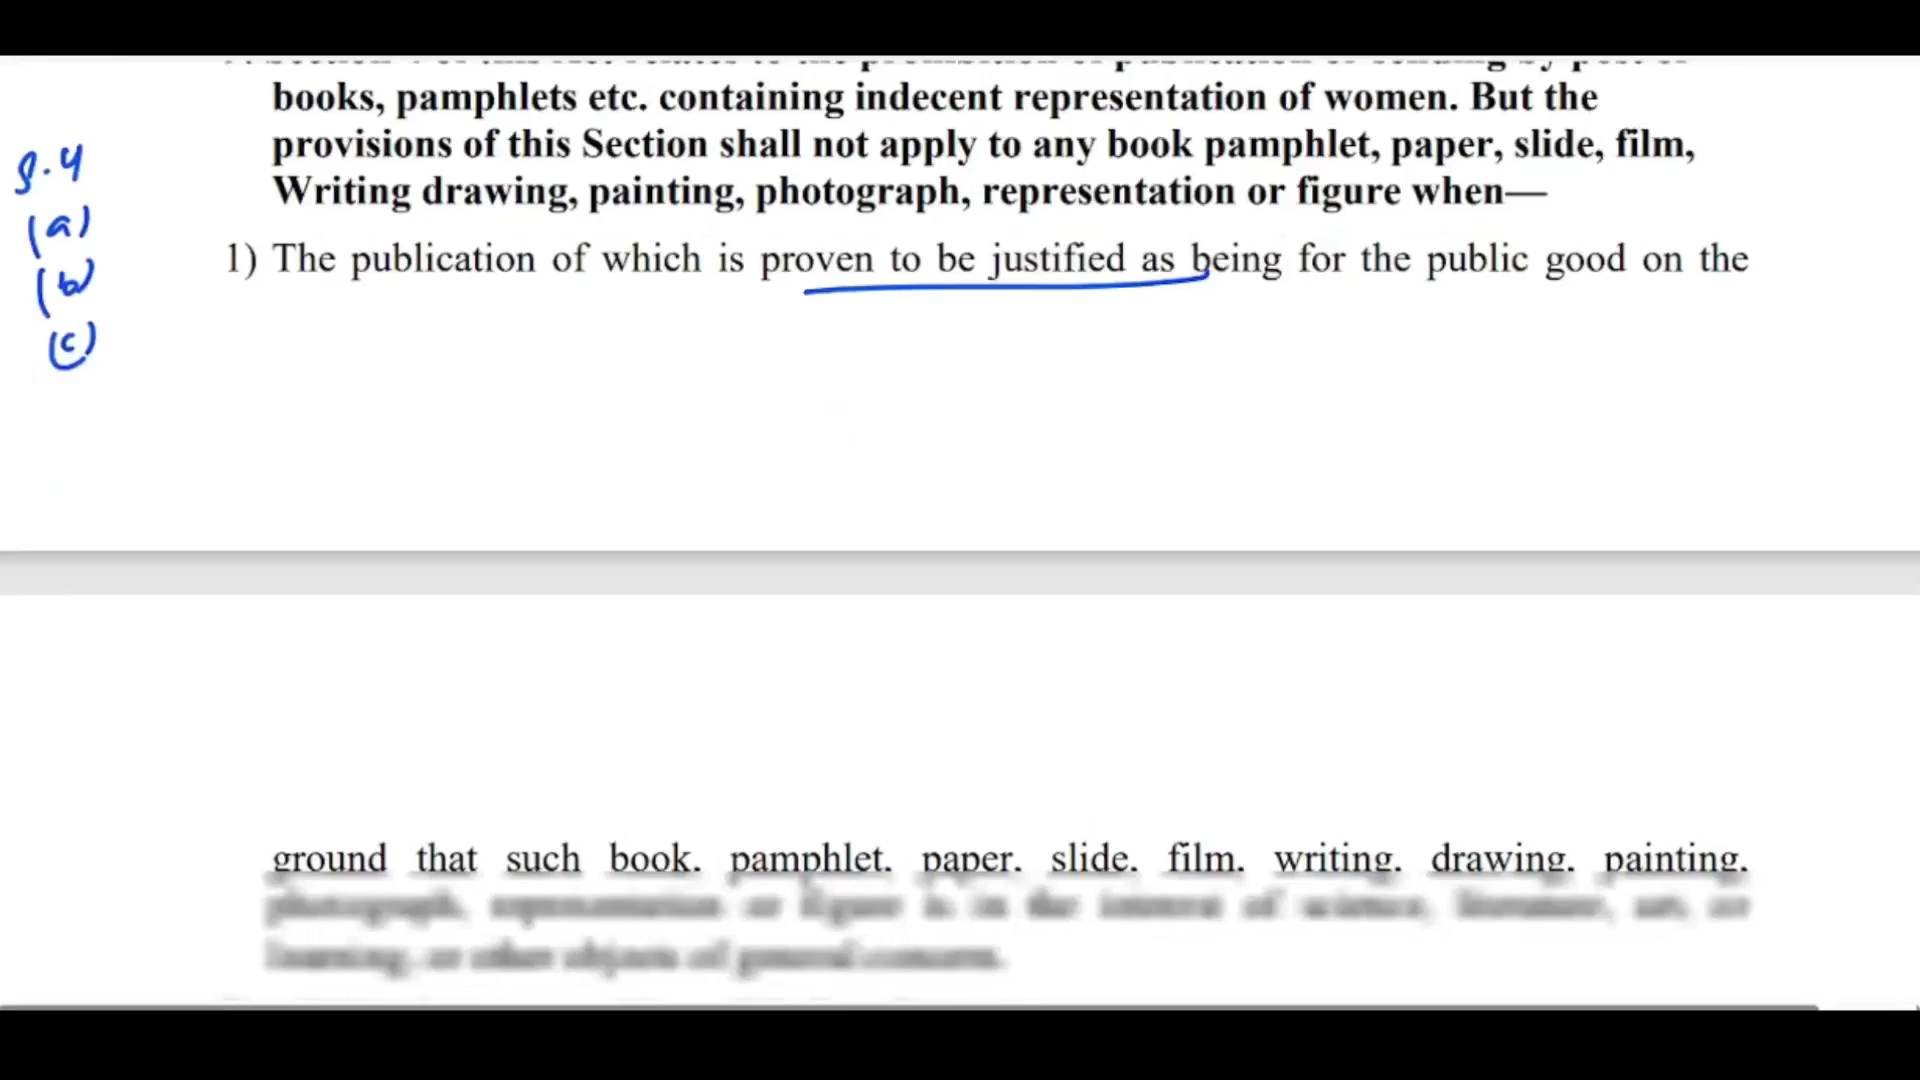 books, pamphlets etc. containing indecent representation of women. But the
provisions of this Section shall not apply to any book pamphlet, paper, slide, film,
Writing drawing, painting, photograph, representation or figure when—
S.4
(a)
(b)
(c)
1) The publication of which is proven to be justified as being for the public good on the
ground that such book, pamphlet, paper, slide, film, writing, drawing, painting,